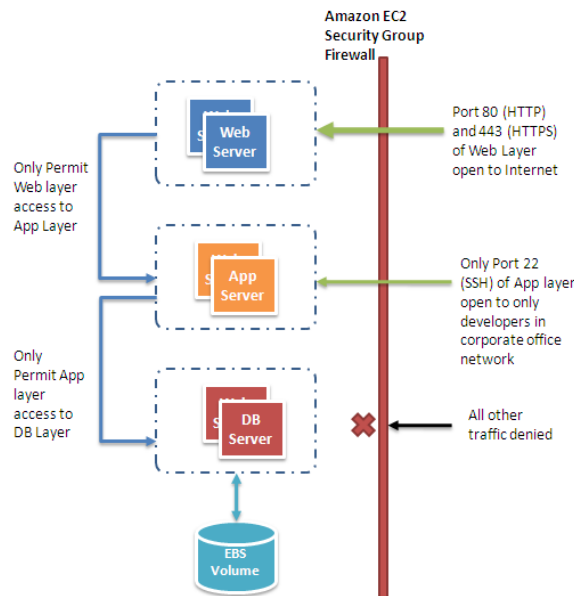 Amazon EC2
Security Group
Firewall
Web
Server
Port 80 (HTTP)
and 443 (HTTPS)
of Web Layer
open to Internet
Only Permit
Web layer
access to
App Layer
App
Server
Only Port 22
(SSH) of App layer
open to only
developers in
corporate office
network
Only
Permit App
layer
access to
DB Layer
DB
Server
All other
traffic denied
EBS
Volume